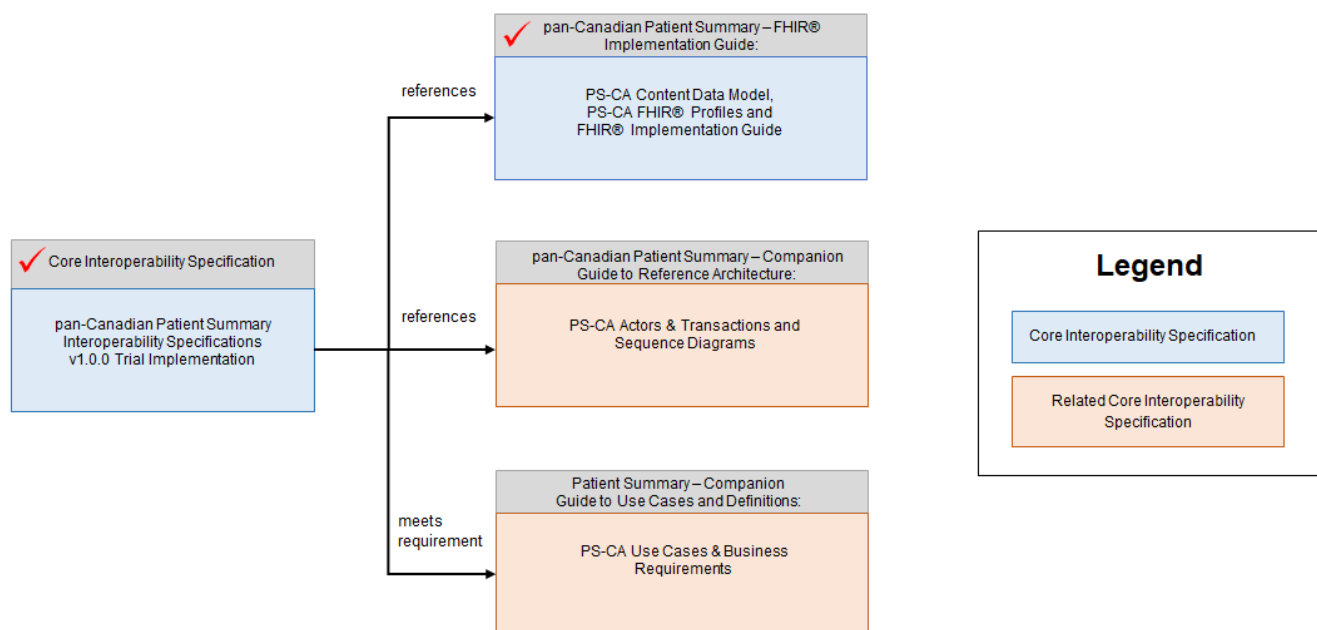 pan-Canadian Patient Summary – FHIR®
Implementation Guide:
references
PS-CA Content Data Model,
PS-CA FHIR® Profiles and
FHIR® Implementation Guide
Core Interoperability Specification
pan-Canadian Patient Summary
Interoperability Specifications
v1.0.0 Trial Implementation
pan-Canadian Patient Summary – Companion
Guide to Reference Architecture:
references
PS-CA Actors & Transactions and
Sequence Diagrams
Patient Summary – Companion
Guide to Use Cases and Definitions:
meets
requirement
PS-CA Use Cases & Business
Requirements
Legend
Core Interoperability Specification
Related Core Interoperability
Specification